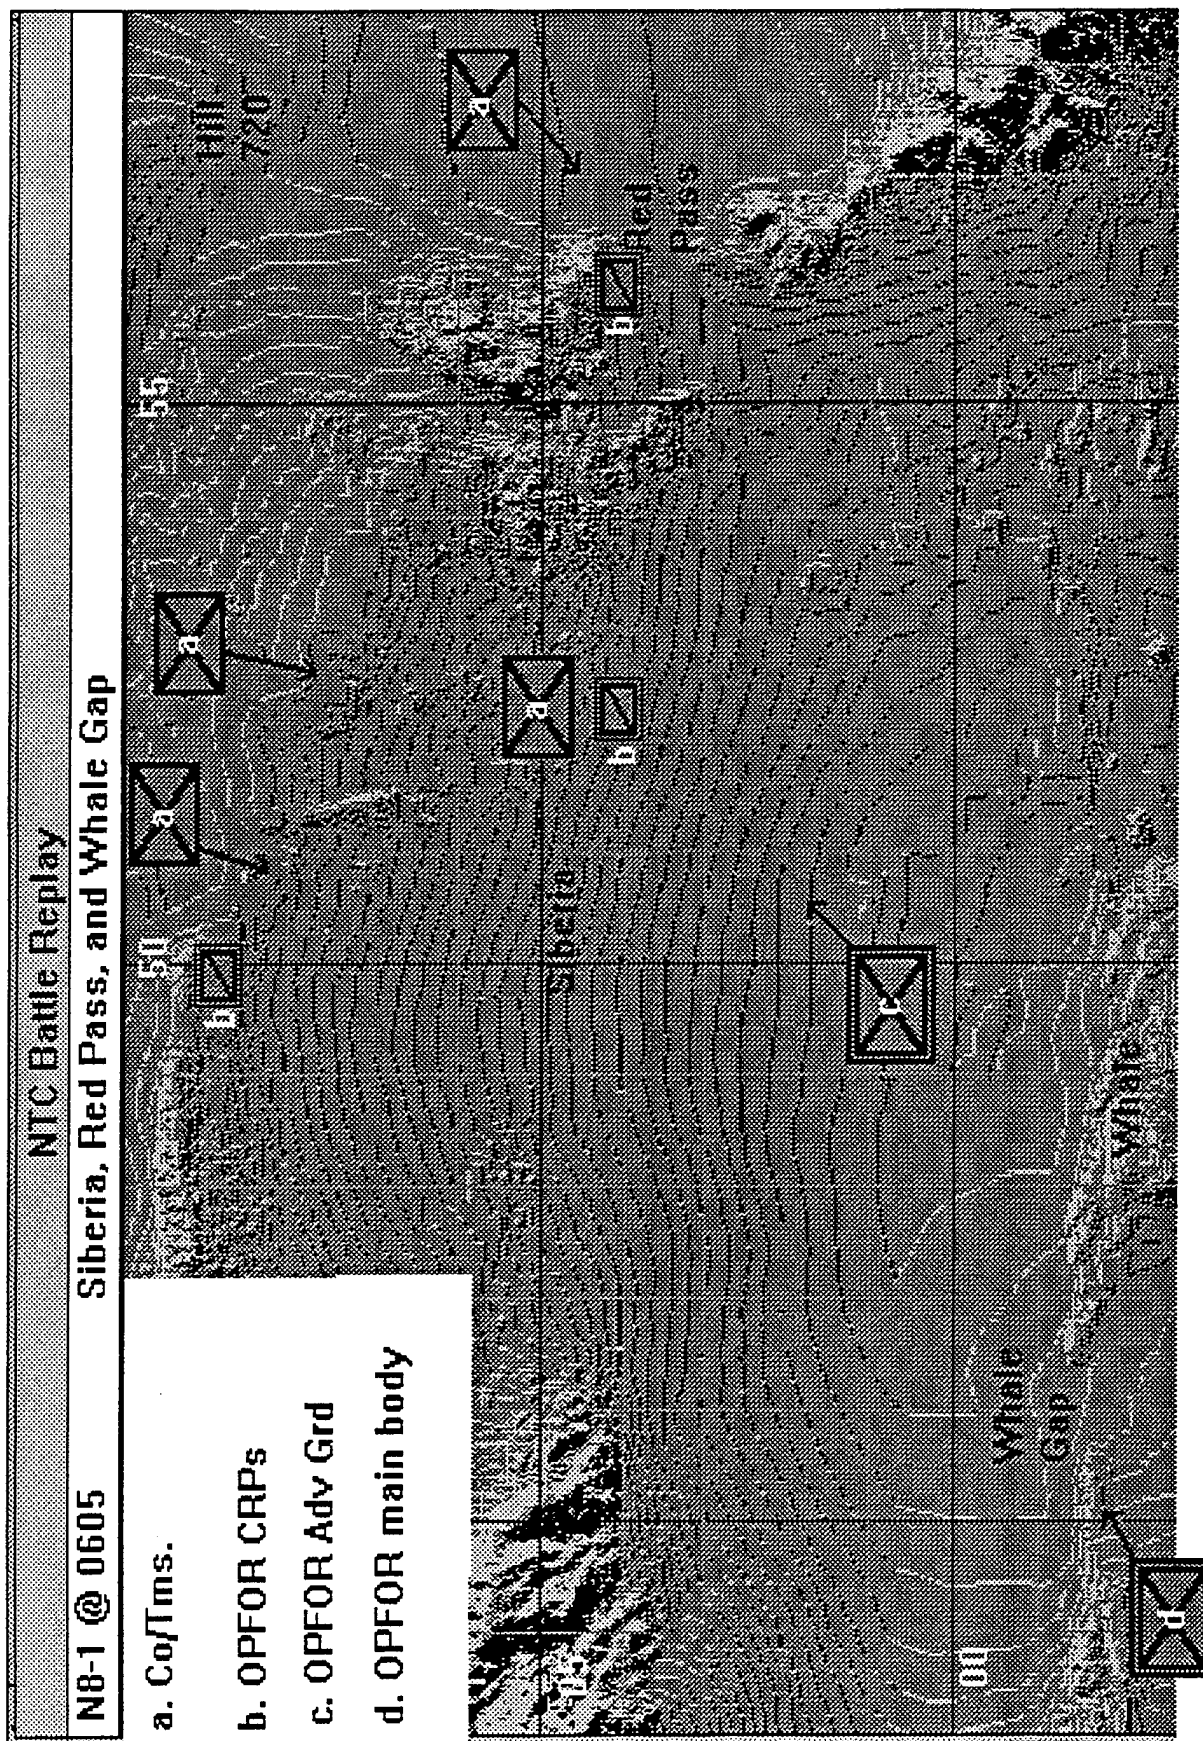 NTC Battle Replay
N8-1 @ 0605 Siberia, Red Pass, and Whale Gap
a. Co/Tms.
b. OPFOR CRPs
c. OPFOR Adv Grd
d. OPFOR main body
50
55
a
a
b
Hill
720
a
a
Siberia
b
b
Red
Pass
c
80
Whale
Gap
Whale
d